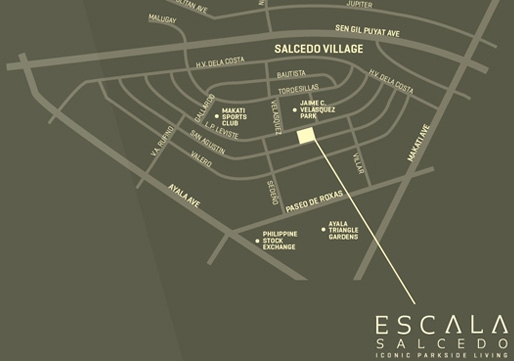 JUPITER
MALUGAY
SEN GIL PUYAT AVE
SALCEDO VILLAGE
H.V. DELA COSTA
BAUTISTA
H.V. DELA COSTA
TORDESILLAS
GALLARDO
MAKATI
SPORTS
CLUB
VELASQUEZ
JAIME C.
VELASQUEZ
PARK
L.P. LEVISTE
V.A. RUFINO
SAN AGUSTIN
VALERO
MAKATI AVE
VILLAR
SEDEÑO
AYALA AVE
PASEO DE ROXAS
PHILIPPINE
STOCK
EXCHANGE
AYALA
TRIANGLE
GARDENS
ESCALA
SALCEDO
ICONIC PARKSIDE LIVING